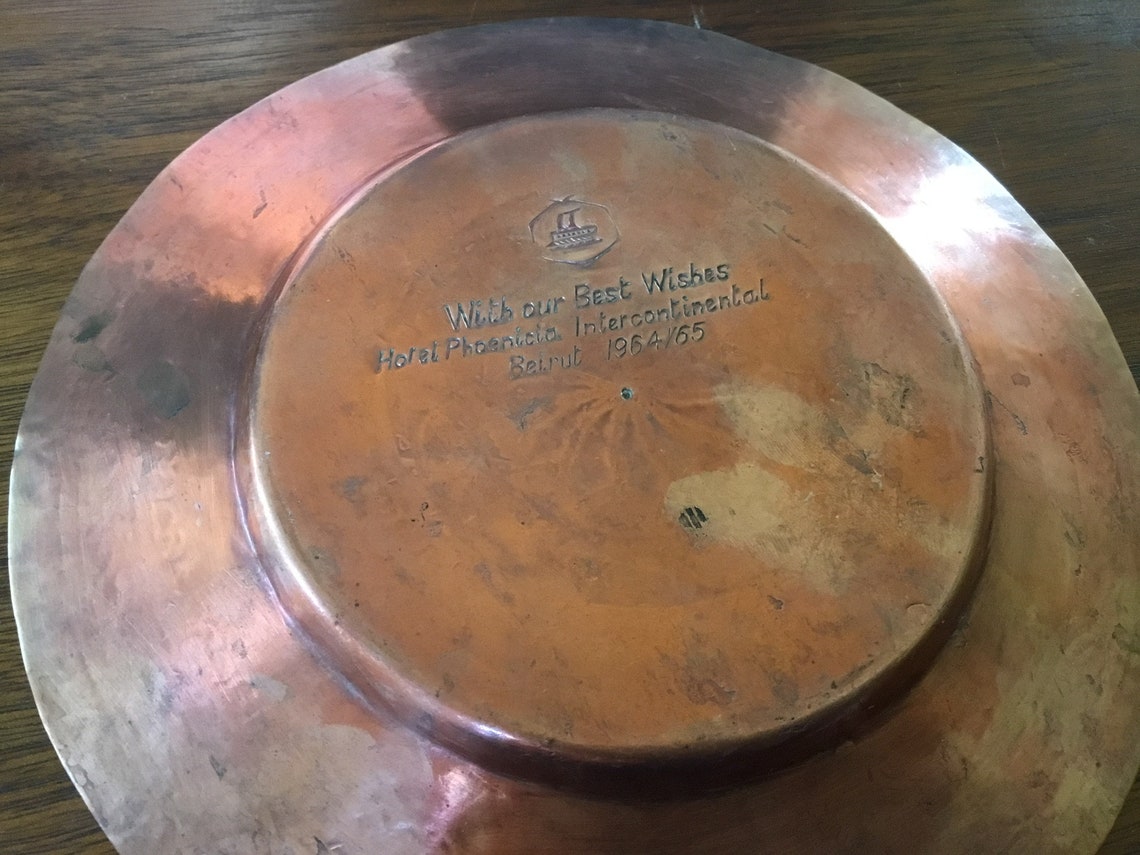 With our Best Wishes
Hotel Phoenicia Intercontinental
Beirut 1964/65